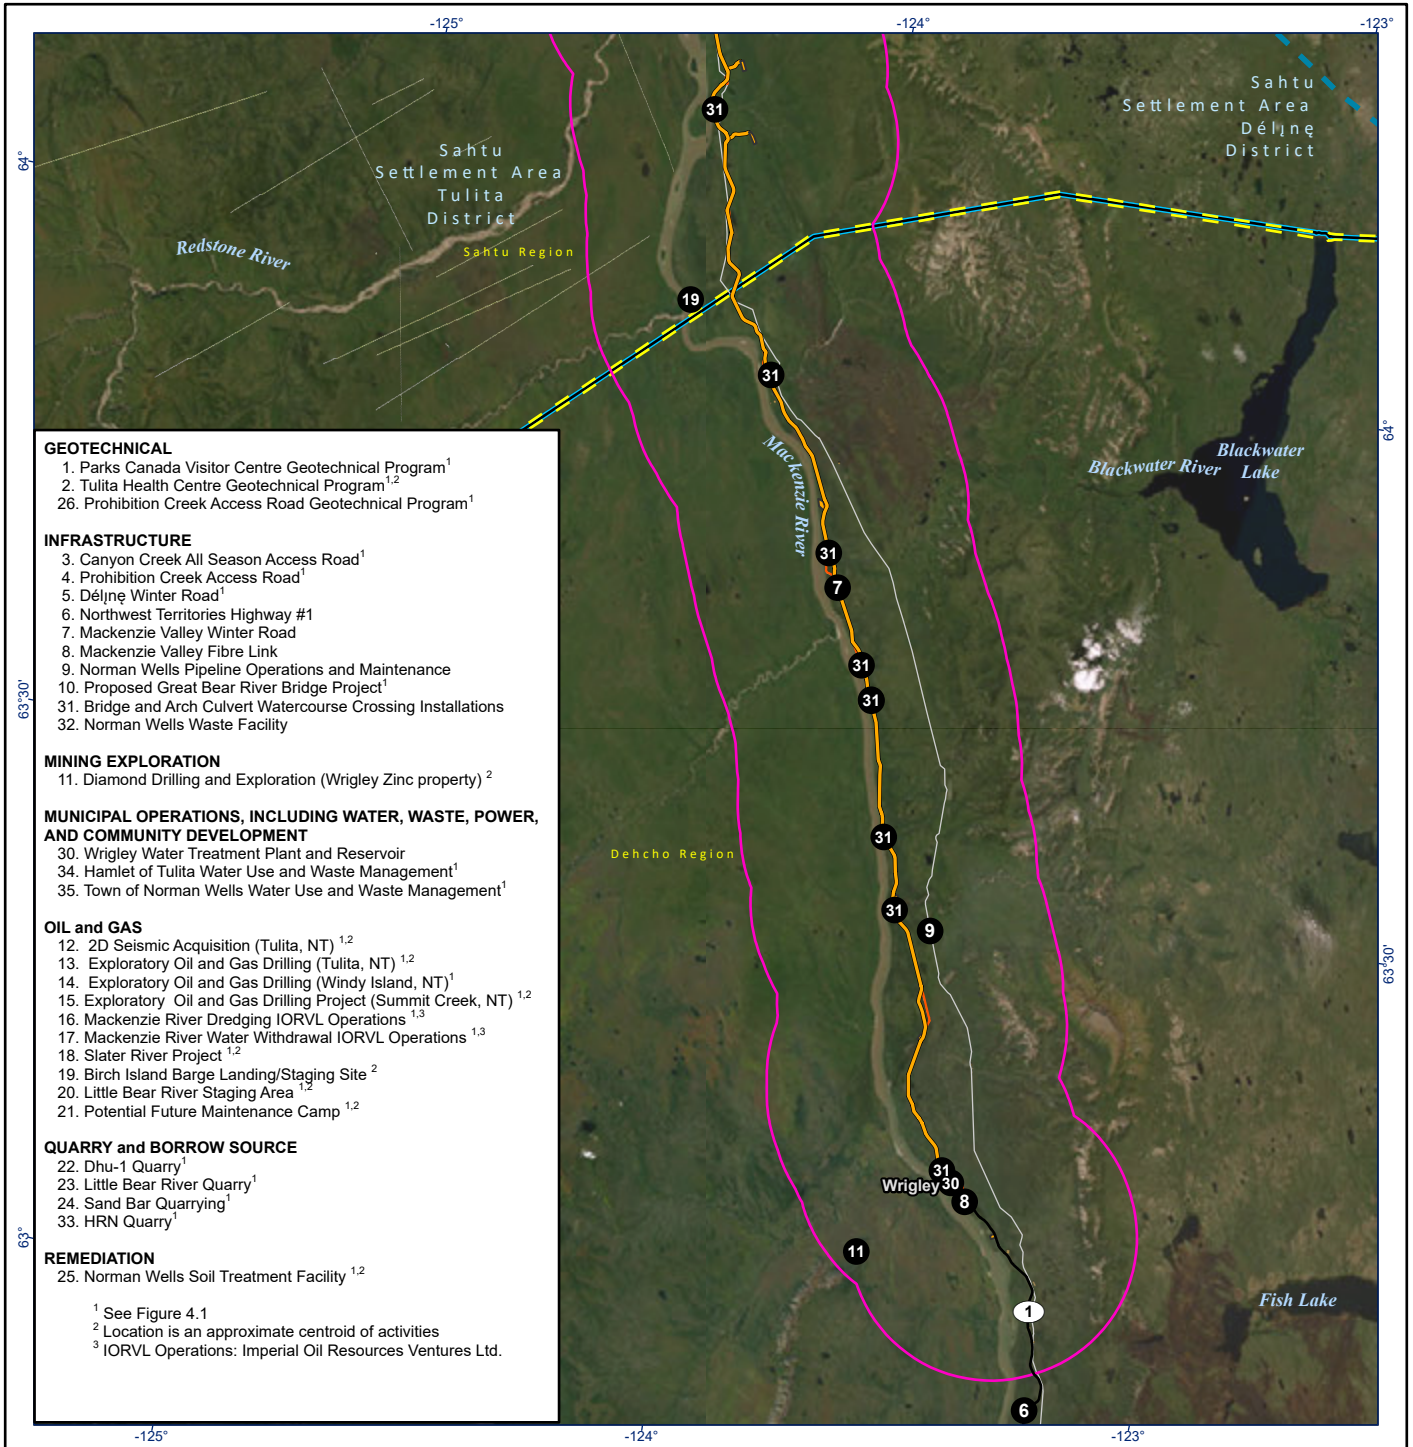 -125°
-124°
-123°
Sahtu
Settlement Area
Délı̨nę
District
31
Sahtu
Settlement Area
Tulita
District
64°
Redstone River
Sahtu Region
19
31
64°
Mackenzie River
Blackwater River
Blackwater
Lake
GEOTECHNICAL
1. Parks Canada Visitor Centre Geotechnical Program1
2. Tulita Health Centre Geotechnical Program1,2
26. Prohibition Creek Access Road Geotechnical Program1
INFRASTRUCTURE
3. Canyon Creek All Season Access Road1
4. Prohibition Creek Access Road1
5. Délı̨nę Winter Road1
6. Northwest Territories Highway #1
7. Mackenzie Valley Winter Road
8. Mackenzie Valley Fibre Link
9. Norman Wells Pipeline Operations and Maintenance
10. Proposed Great Bear River Bridge Project1
31. Bridge and Arch Culvert Watercourse Crossing Installations
32. Norman Wells Waste Facility
MINING EXPLORATION
11. Diamond Drilling and Exploration (Wrigley Zinc property) 2
MUNICIPAL OPERATIONS, INCLUDING WATER, WASTE, POWER,
AND COMMUNITY DEVELOPMENT
30. Wrigley Water Treatment Plant and Reservoir
34. Hamlet of Tulita Water Use and Waste Management1
35. Town of Norman Wells Water Use and Waste Management1
OIL and GAS
12. 2D Seismic Acquisition (Tulita, NT) 1,2
13. Exploratory Oil and Gas Drilling (Tulita, NT) 1,2
14. Exploratory Oil and Gas Drilling (Windy Island, NT)1
15. Exploratory Oil and Gas Drilling Project (Summit Creek, NT) 1,2
16. Mackenzie River Dredging IORVL Operations 1,3
17. Mackenzie River Water Withdrawal IORVL Operations 1,3
18. Slater River Project 1,2
19. Birch Island Barge Landing/Staging Site 2
20. Little Bear River Staging Area 1,2
21. Potential Future Maintenance Camp 1,2
QUARRY and BORROW SOURCE
22. Dhu-1 Quarry1
23. Little Bear River Quarry1
24. Sand Bar Quarrying1
33. HRN Quarry1
REMEDIATION
25. Norman Wells Soil Treatment Facility 1,2
1 See Figure 4.1
2 Location is an approximate centroid of activities
3 IORVL Operations: Imperial Oil Resources Ventures Ltd.
31
7
31
31
63°30'
31
Dehcho Region
31
9
63°30'
31
30
Wrigley
8
63°
11
1
Fish Lake
6
-125°
-124°
-123°